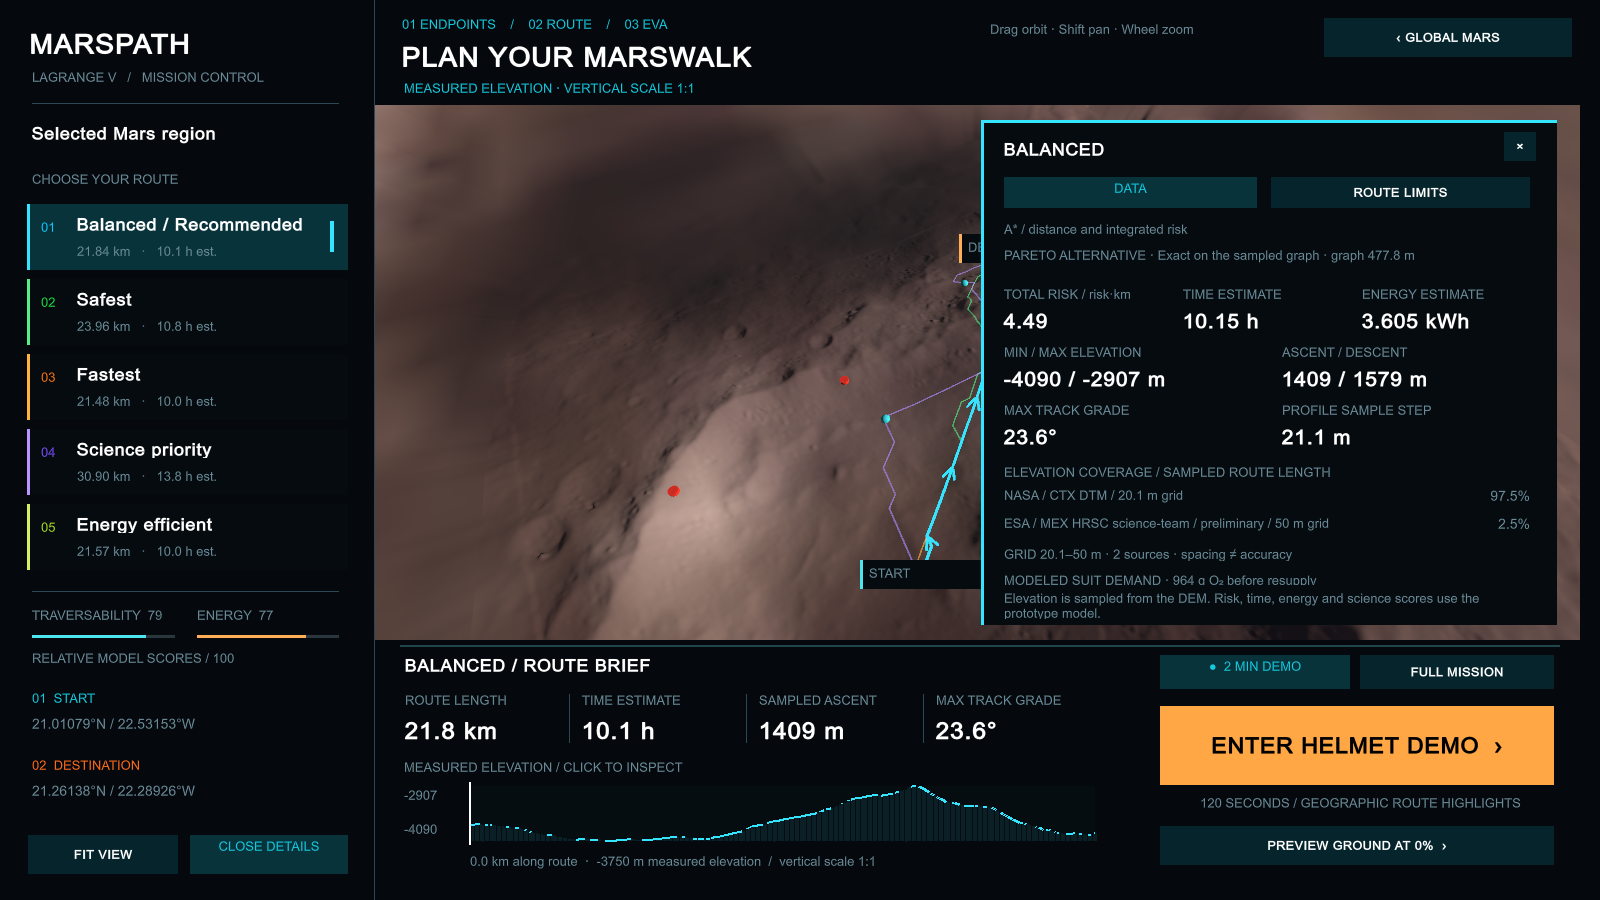 MARSPATH
LAGRANGE V / MISSION CONTROL
Selected Mars region
CHOOSE YOUR ROUTE
01 Balanced / Recommended
21.84 km · 10.1 h est.
02 Safest
23.96 km · 10.8 h est.
03 Fastest
21.48 km · 10.0 h est.
04 Science priority
30.90 km · 13.8 h est.
05 Energy efficient
21.57 km · 10.0 h est.
TRAVERSABILITY 79 ENERGY 77
RELATIVE MODEL SCORES / 100
01 START
21.01079°N / 22.53153°W
02 DESTINATION
21.26138°N / 22.28926°W
FIT VIEW CLOSE DETAILS
01 ENDPOINTS / 02 ROUTE / 03 EVA
PLAN YOUR MARSWALK
MEASURED ELEVATION · VERTICAL SCALE 1:1
Drag orbit · Shift pan · Wheel zoom
‹ GLOBAL MARS
DE
START
BALANCED ×
DATA ROUTE LIMITS
A* / distance and integrated risk
PARETO ALTERNATIVE · Exact on the sampled graph · graph 477.8 m
TOTAL RISK / risk·km TIME ESTIMATE ENERGY ESTIMATE
4.49 10.15 h 3.605 kWh
MIN / MAX ELEVATION ASCENT / DESCENT
-4090 / -2907 m 1409 / 1579 m
MAX TRACK GRADE PROFILE SAMPLE STEP
23.6° 21.1 m
ELEVATION COVERAGE / SAMPLED ROUTE LENGTH
NASA / CTX DTM / 20.1 m grid 97.5%
ESA / MEX HRSC science-team / preliminary / 50 m grid 2.5%
GRID 20.1–50 m · 2 sources · spacing ≠ accuracy
MODELED SUIT DEMAND · 964 g O₂ before resupply
Elevation is sampled from the DEM. Risk, time, energy and science scores use the
prototype model.
BALANCED / ROUTE BRIEF
ROUTE LENGTH TIME ESTIMATE SAMPLED ASCENT MAX TRACK GRADE
21.8 km 10.1 h 1409 m 23.6°
MEASURED ELEVATION / CLICK TO INSPECT
-2907
-4090
0.0 km along route · -3750 m measured elevation / vertical scale 1:1
● 2 MIN DEMO FULL MISSION
ENTER HELMET DEMO ›
120 SECONDS / GEOGRAPHIC ROUTE HIGHLIGHTS
PREVIEW GROUND AT 0% ›